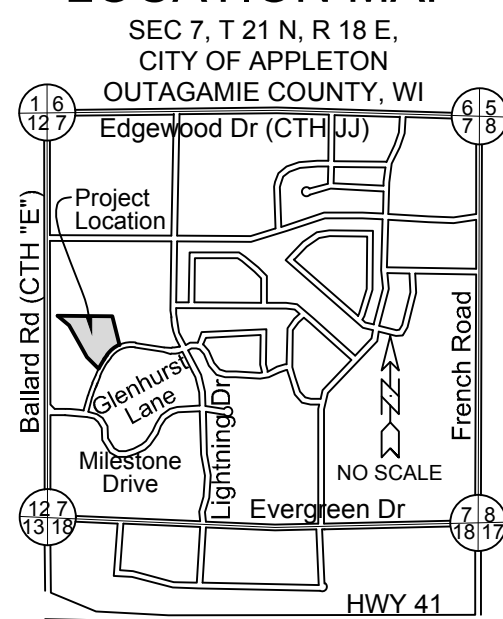 LOCATION MAP
SEC 7, T 21 N, R 18 E,
CITY OF APPLETON
OUTAGAMIE COUNTY, WI
1 6
12 7
6 5
7 8
Edgewood Dr (CTH JJ)
Project
Location
Ballard Rd (CTH "E")
French Road
Glenhurst
Lane
Lightning Dr
Milestone
Drive
N
NO SCALE
Evergreen Dr
12 7
13 18
7 8
18 17
HWY 41